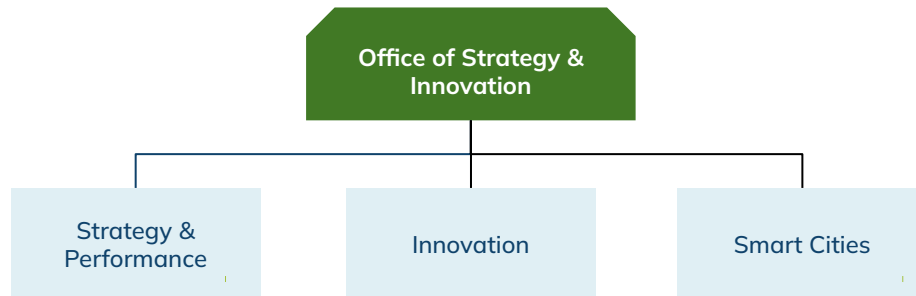 Office of Strategy &
Innovation
Strategy &
Performance
Innovation
Smart Cities